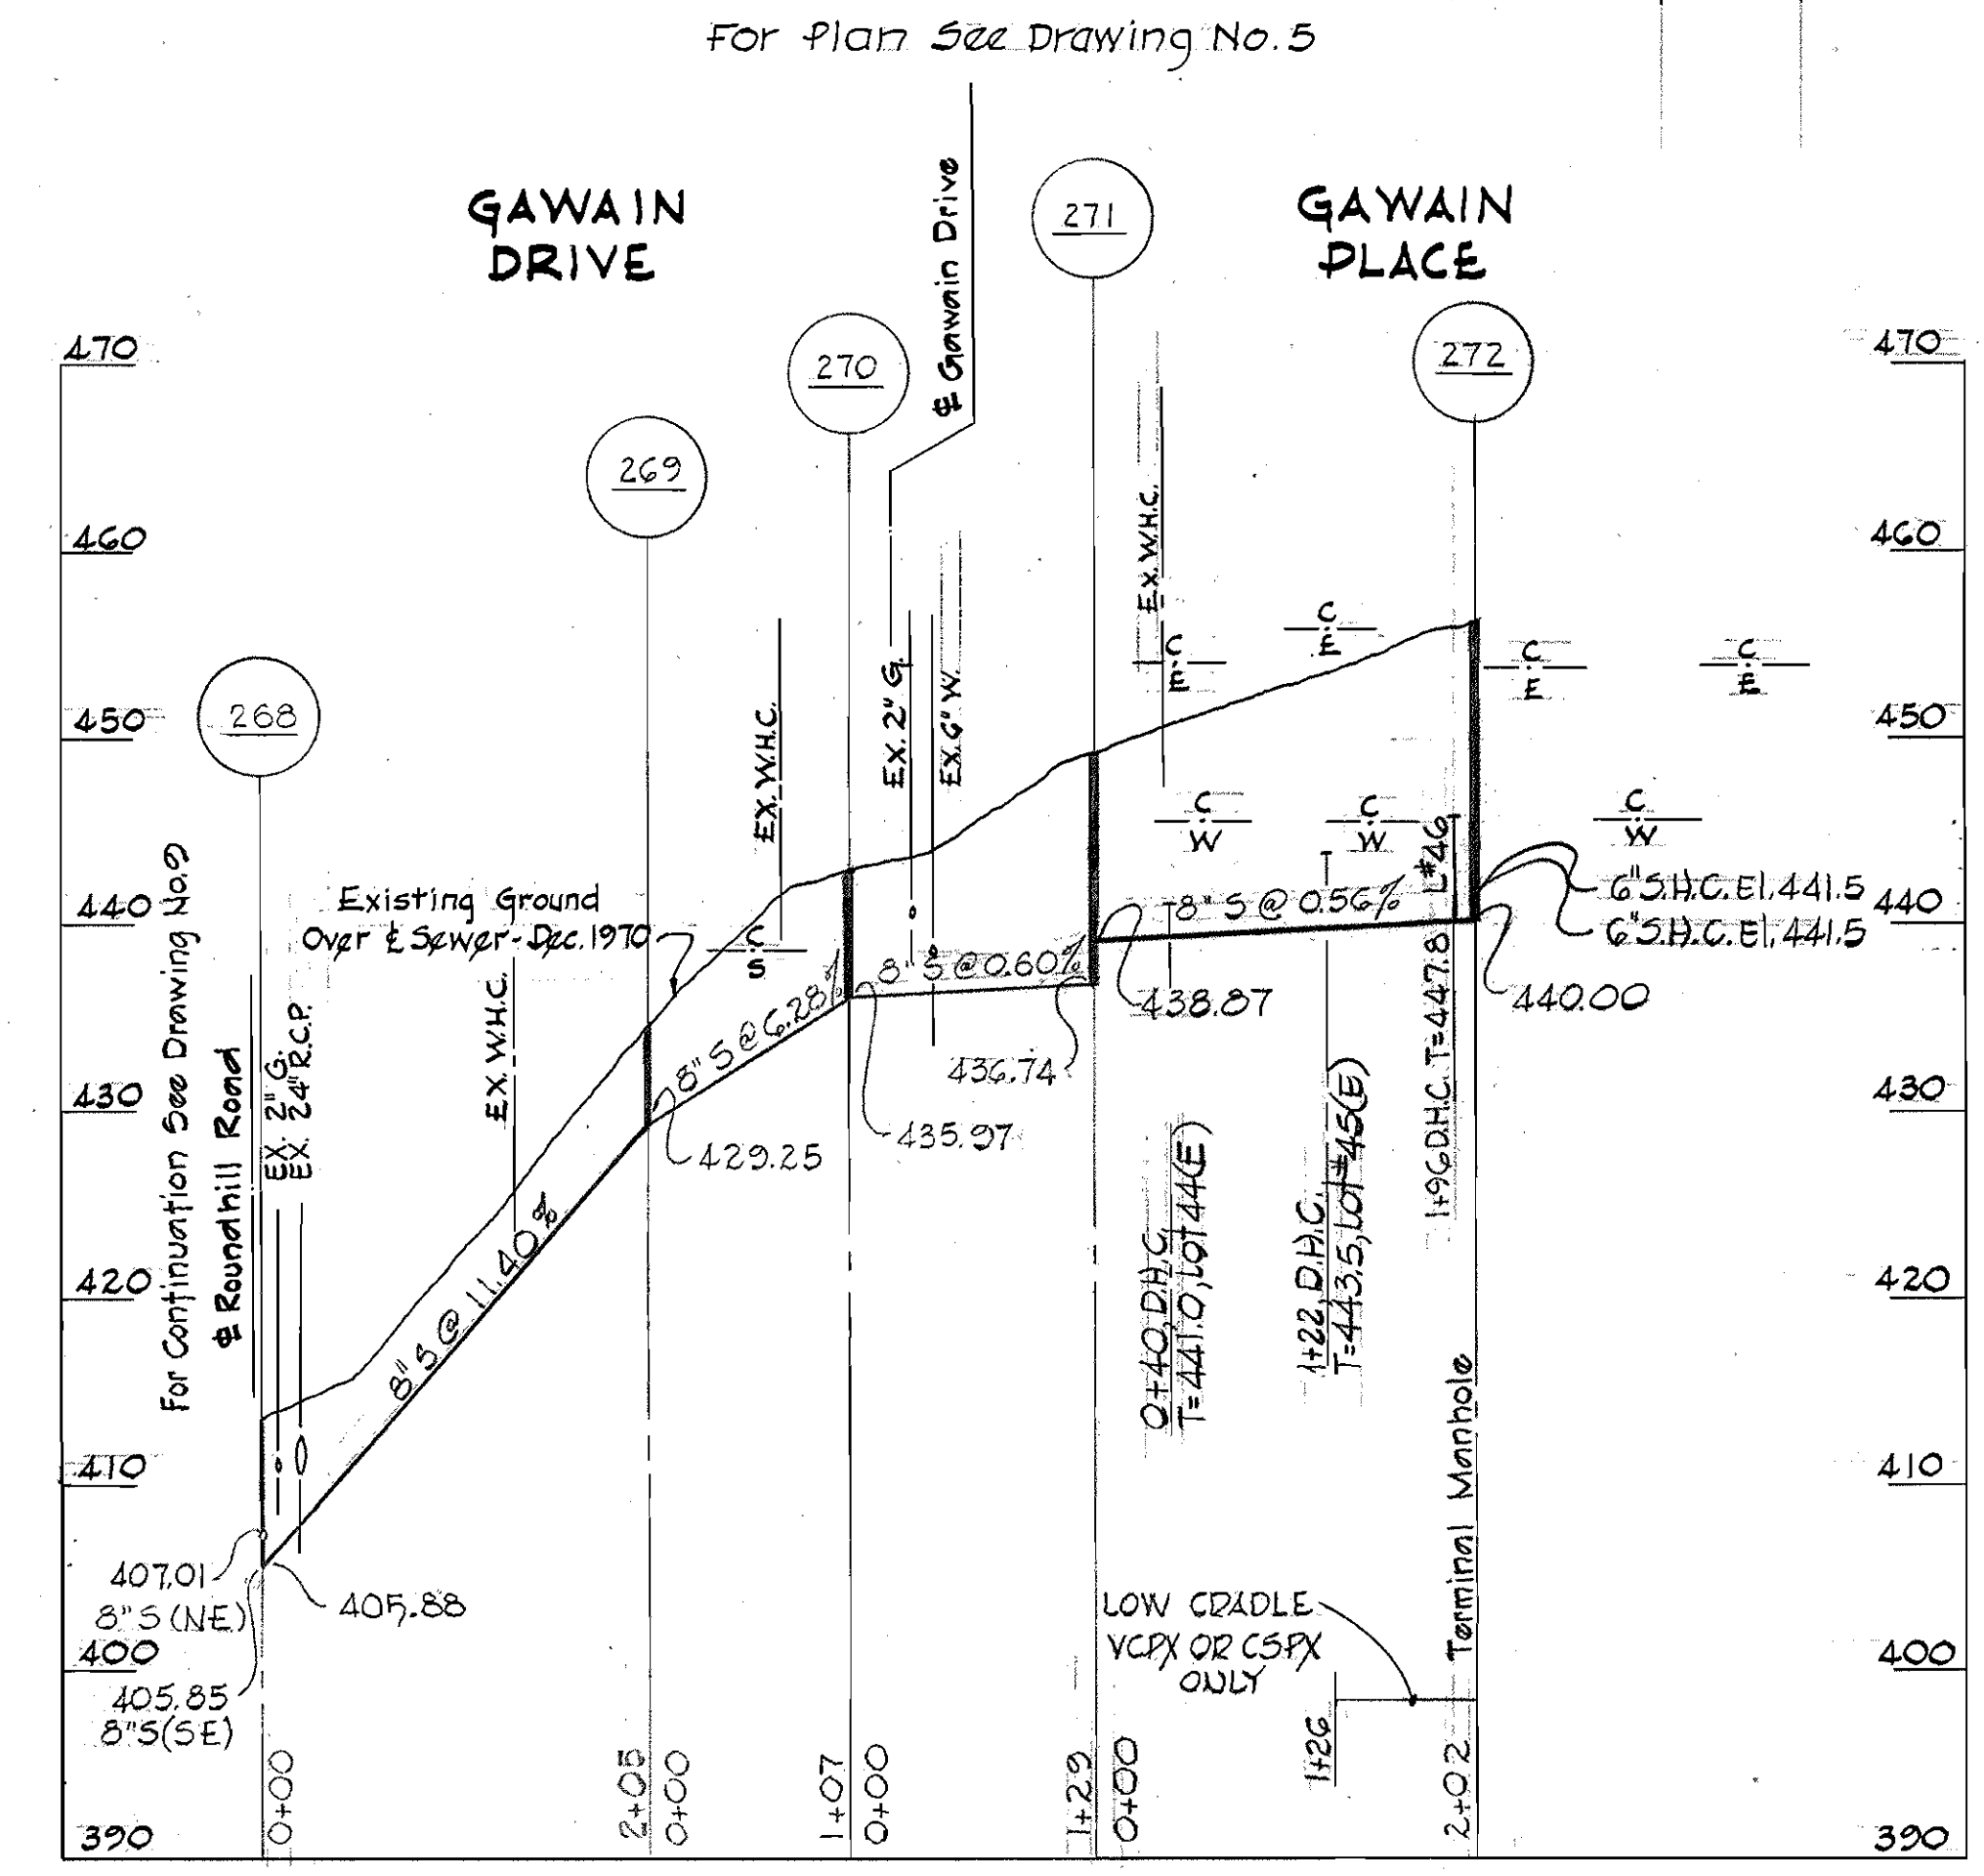 For Plan See Drawing No. 5
GAWAIN
DRIVE
℄ Gawain Drive
GAWAIN
PLACE
268
269
270
271
272
470
460
450
440
430
420
410
400
390
470
460
450
440
430
420
410
400
390
For Continuation See Drawing No. 9
℄ Roundhill Road
EX. 2" G.
EX. 24" R.C.P.
EX. W.H.C.
Existing Ground
Over ℄ Sewer - Dec. 1970
EX. W.H.C.
C
S
EX. 2" G.
EX. 6" W.
EX. W.H.C.
C
E
C
E
C
E
C
E
C
W
C
W
C
W
8" S @ 11.40%
8" S @ 6.28%
8" S @ 0.60%
8" S @ 0.56%
6" S.H.C. El. 441.5
6" S.H.C. El. 441.5
440.00
438.87
436.74
435.97
429.25
405.88
407.01
8" S (NE)
405.85
8" S (SE)
0+40, D.H.C.
T=441.0, Lot 44(E)
1+22, D.H.C.
T=443.5, Lot #45(E)
1+96 D.H.C. T=447.8 L#46
Terminal Manhole
LOW CRADLE
VCPX OR CSPX
ONLY
1+26
0+00
2+05
0+00
1+07
0+00
1+29
0+00
2+02